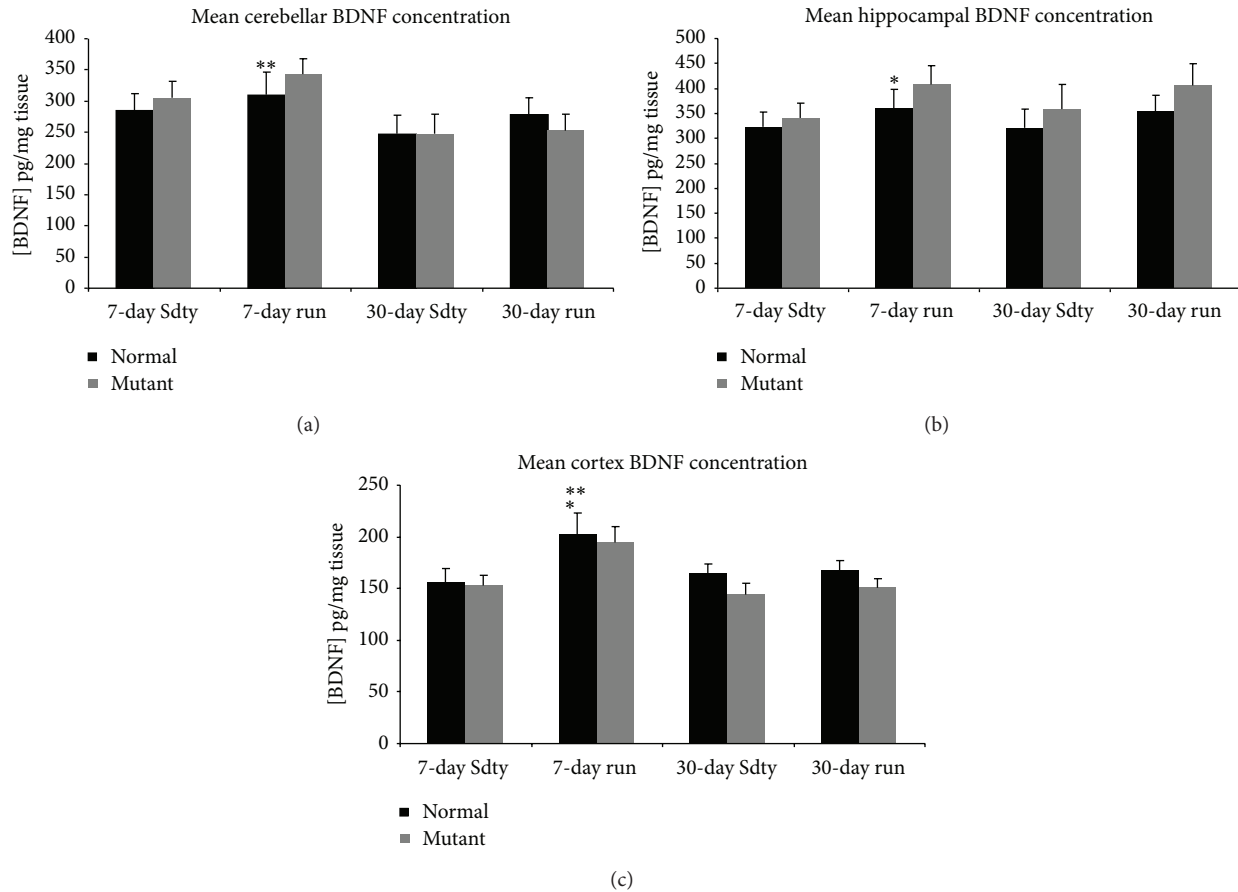 Mean cerebellar BDNF concentration
400
350
300
250
200
150
100
50
0
[BDNF] pg/mg tissue
**
7-day Sdty 7-day run 30-day Sdty 30-day run
Normal
Mutant
(a)
Mean hippocampal BDNF concentration
500
450
400
350
300
250
200
150
100
50
0
[BDNF] pg/mg tissue
*
7-day Sdty 7-day run 30-day Sdty 30-day run
Normal
Mutant
(b)
Mean cortex BDNF concentration
250
200
150
100
50
0
[BDNF] pg/mg tissue
**
*
7-day Sdty 7-day run 30-day Sdty 30-day run
Normal
Mutant
(c)